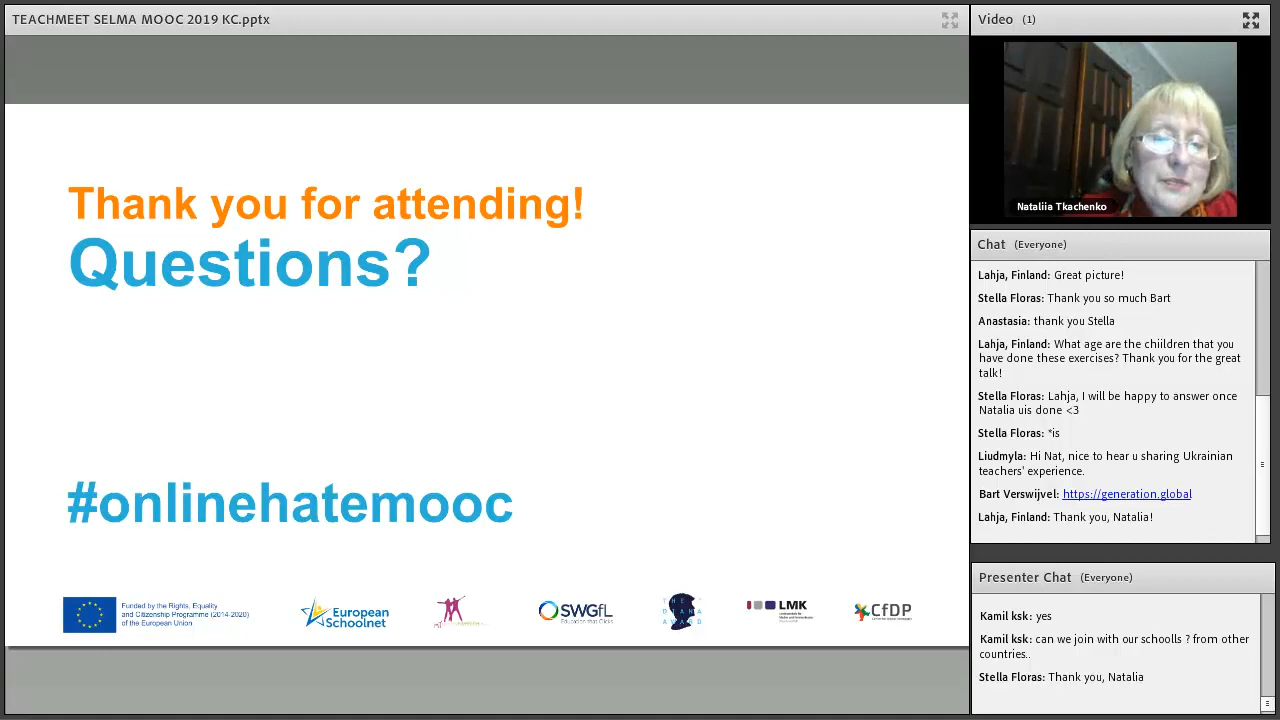 TEACHMEET SELMA MOOC 2019 KC.pptx
Thank you for attending!
Questions?
#onlinehatemooc
Funded by the Rights, Equality
and Citizenship Programme (2014-2020)
of the European Union
European
Schoolnet
SWGfL
Education that Clicks
THE
DIANA
AWARD
LMK
CfDP
Video (1)
Nataliia Tkachenko
Chat (Everyone)
Lahja, Finland: Great picture!
Stella Floras: Thank you so much Bart
Anastasia: thank you Stella
Lahja, Finland: What age are the chiildren that you
have done these exercises? Thank you for the great
talk!
Stella Floras: Lahja, I will be happy to answer once
Natalia uis done <3
Stella Floras: *is
Liudmyla: Hi Nat, nice to hear u sharing Ukrainian
teachers' experience.
Bart Verswijvel: https://generation.global
Lahja, Finland: Thank you, Natalia!
Presenter Chat (Everyone)
Kamil ksk: yes
Kamil ksk: can we join with our schoolls ? from other
countries..
Stella Floras: Thank you, Natalia